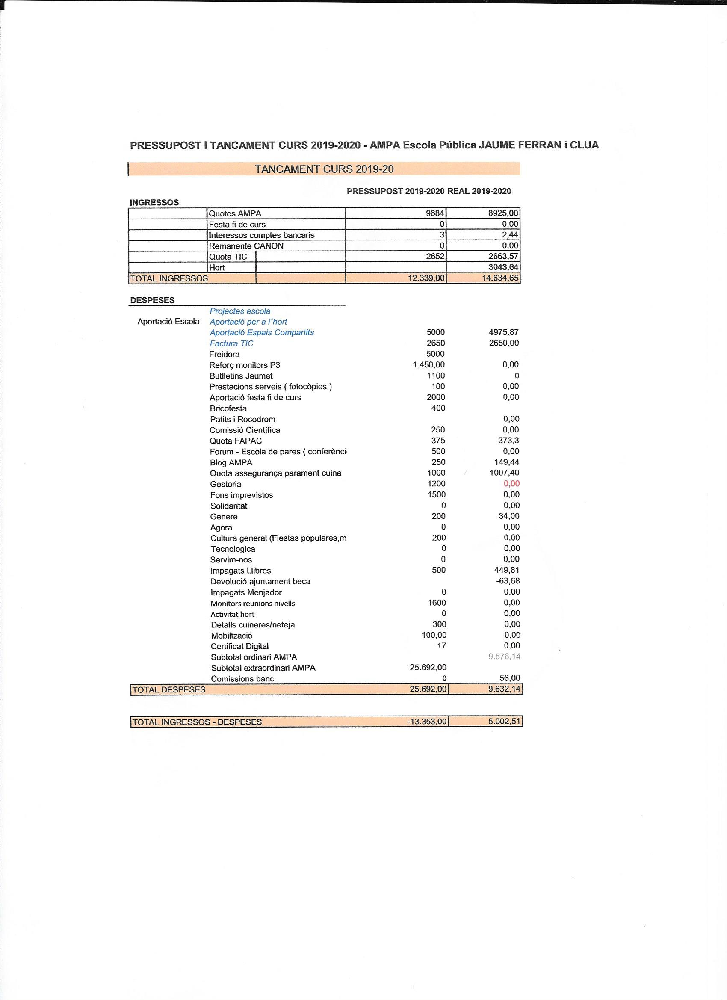 PRESSUPOST I TANCAMENT CURS 2019-2020 - AMPA Escola Pública JAUME FERRAN i CLUA
TANCAMENT CURS 2019-20
PRESSUPOST 2019-2020 REAL 2019-2020
INGRESSOS
Quotes AMPA 9684 8925,00
Festa fi de curs 0 0,00
Interessos comptes bancaris 3 2,44
Remanente CANON 0 0,00
Quota TIC 2652 2663,57
Hort 3043,64
TOTAL INGRESSOS 12.339,00 14.634,65
DESPESES
Projectes escola
Aportació Escola Aportació per a l´hort
Aportació Espais Compartits 5000 4975.87
Factura TIC 2650 2650.00
Freidora 5000
Reforç monitors P3 1.450,00 0,00
Butlletins Jaumet 1100 0
Prestacions serveis ( fotocòpies ) 100 0,00
Aportació festa fi de curs 2000 0,00
Bricofesta 400
Patits i Rocodrom 0,00
Comissió Científica 250 0,00
Quota FAPAC 375 373,3
Forum - Escola de pares ( conferènci 500 0,00
Blog AMPA 250 149,44
Quota assegurança parament cuina 1000 1007,40
Gestoria 1200 0,00
Fons imprevistos 1500 0,00
Solidaritat 0 0,00
Genere 200 34,00
Agora 0 0,00
Cultura general (Fiestas populares,m 200 0,00
Tecnologica 0 0,00
Servim-nos 0 0,00
Impagats Llibres 500 449,81
Devolució ajuntament beca -63,68
Impagats Menjador 0 0,00
Monitors reunions nivells 1600 0,00
Activitat hort 0 0,00
Detalls cuineres/neteja 300 0,00
Mobiltzació 100,00 0.00
Certificat Digital 17 0,00
Subtotal ordinari AMPA 9.576,14
Subtotal extraordinari AMPA 25.692,00
Comissions banc 0 56,00
TOTAL DESPESES 25.692,00 9.632,14
TOTAL INGRESSOS - DESPESES -13.353,00 5.002,51